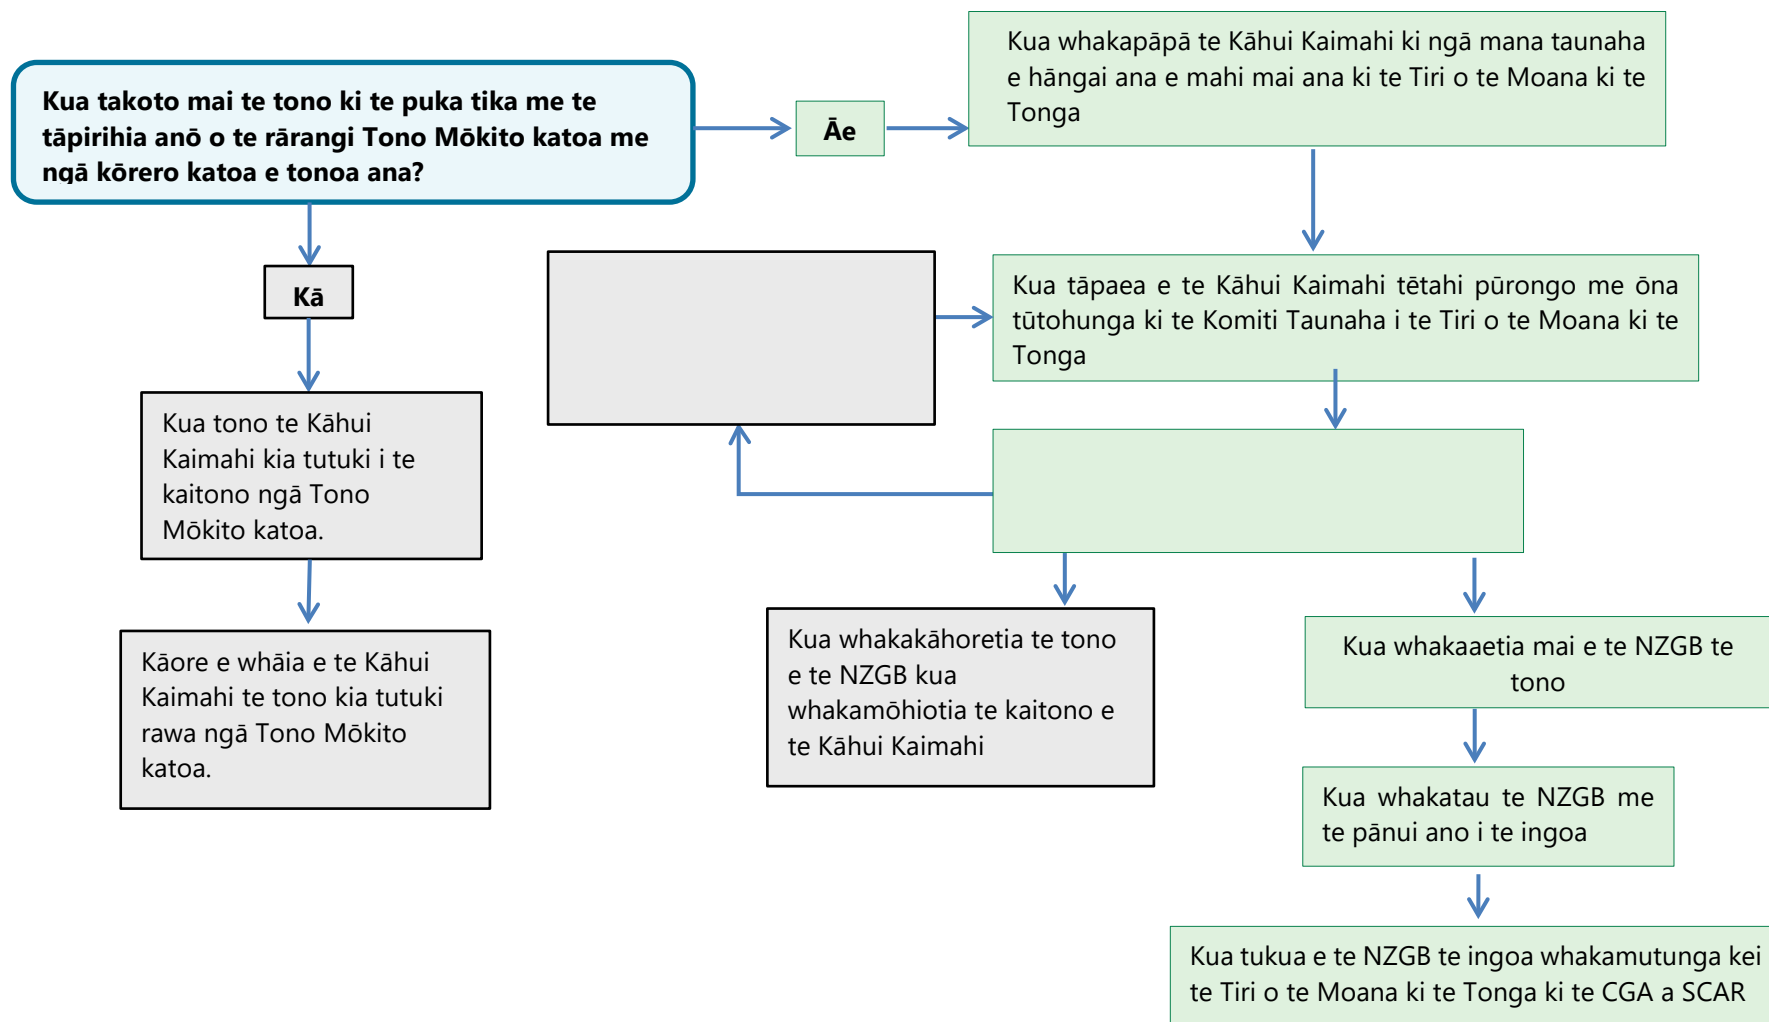 Kua takoto mai te tono ki te puka tika me te
tāpirihia anō o te rārangi Tono Mōkito katoa me
ngā kōrero katoa e tonoa ana?
Āe
Kua whakapāpā te Kāhui Kaimahi ki ngā mana taunaha
e hāngai ana e mahi mai ana ki te Tiri o te Moana ki te
Tonga
Kā
Kua tāpaea e te Kāhui Kaimahi tētahi pūrongo me ōna
tūtohunga ki te Komiti Taunaha i te Tiri o te Moana ki te
Tonga
Kua tono te Kāhui
Kaimahi kia tutuki i te
kaitono ngā Tono
Mōkito katoa.
Kāore e whāia e te Kāhui
Kaimahi te tono kia tutuki
rawa ngā Tono Mōkito
katoa.
Kua whakakāhoretia te tono
e te NZGB kua
whakamōhiotia te kaitono e
te Kāhui Kaimahi
Kua whakaaetia mai e te NZGB te
tono
Kua whakatau te NZGB me
te pānui ano i te ingoa
Kua tukua e te NZGB te ingoa whakamutunga kei
te Tiri o te Moana ki te Tonga ki te CGA a SCAR